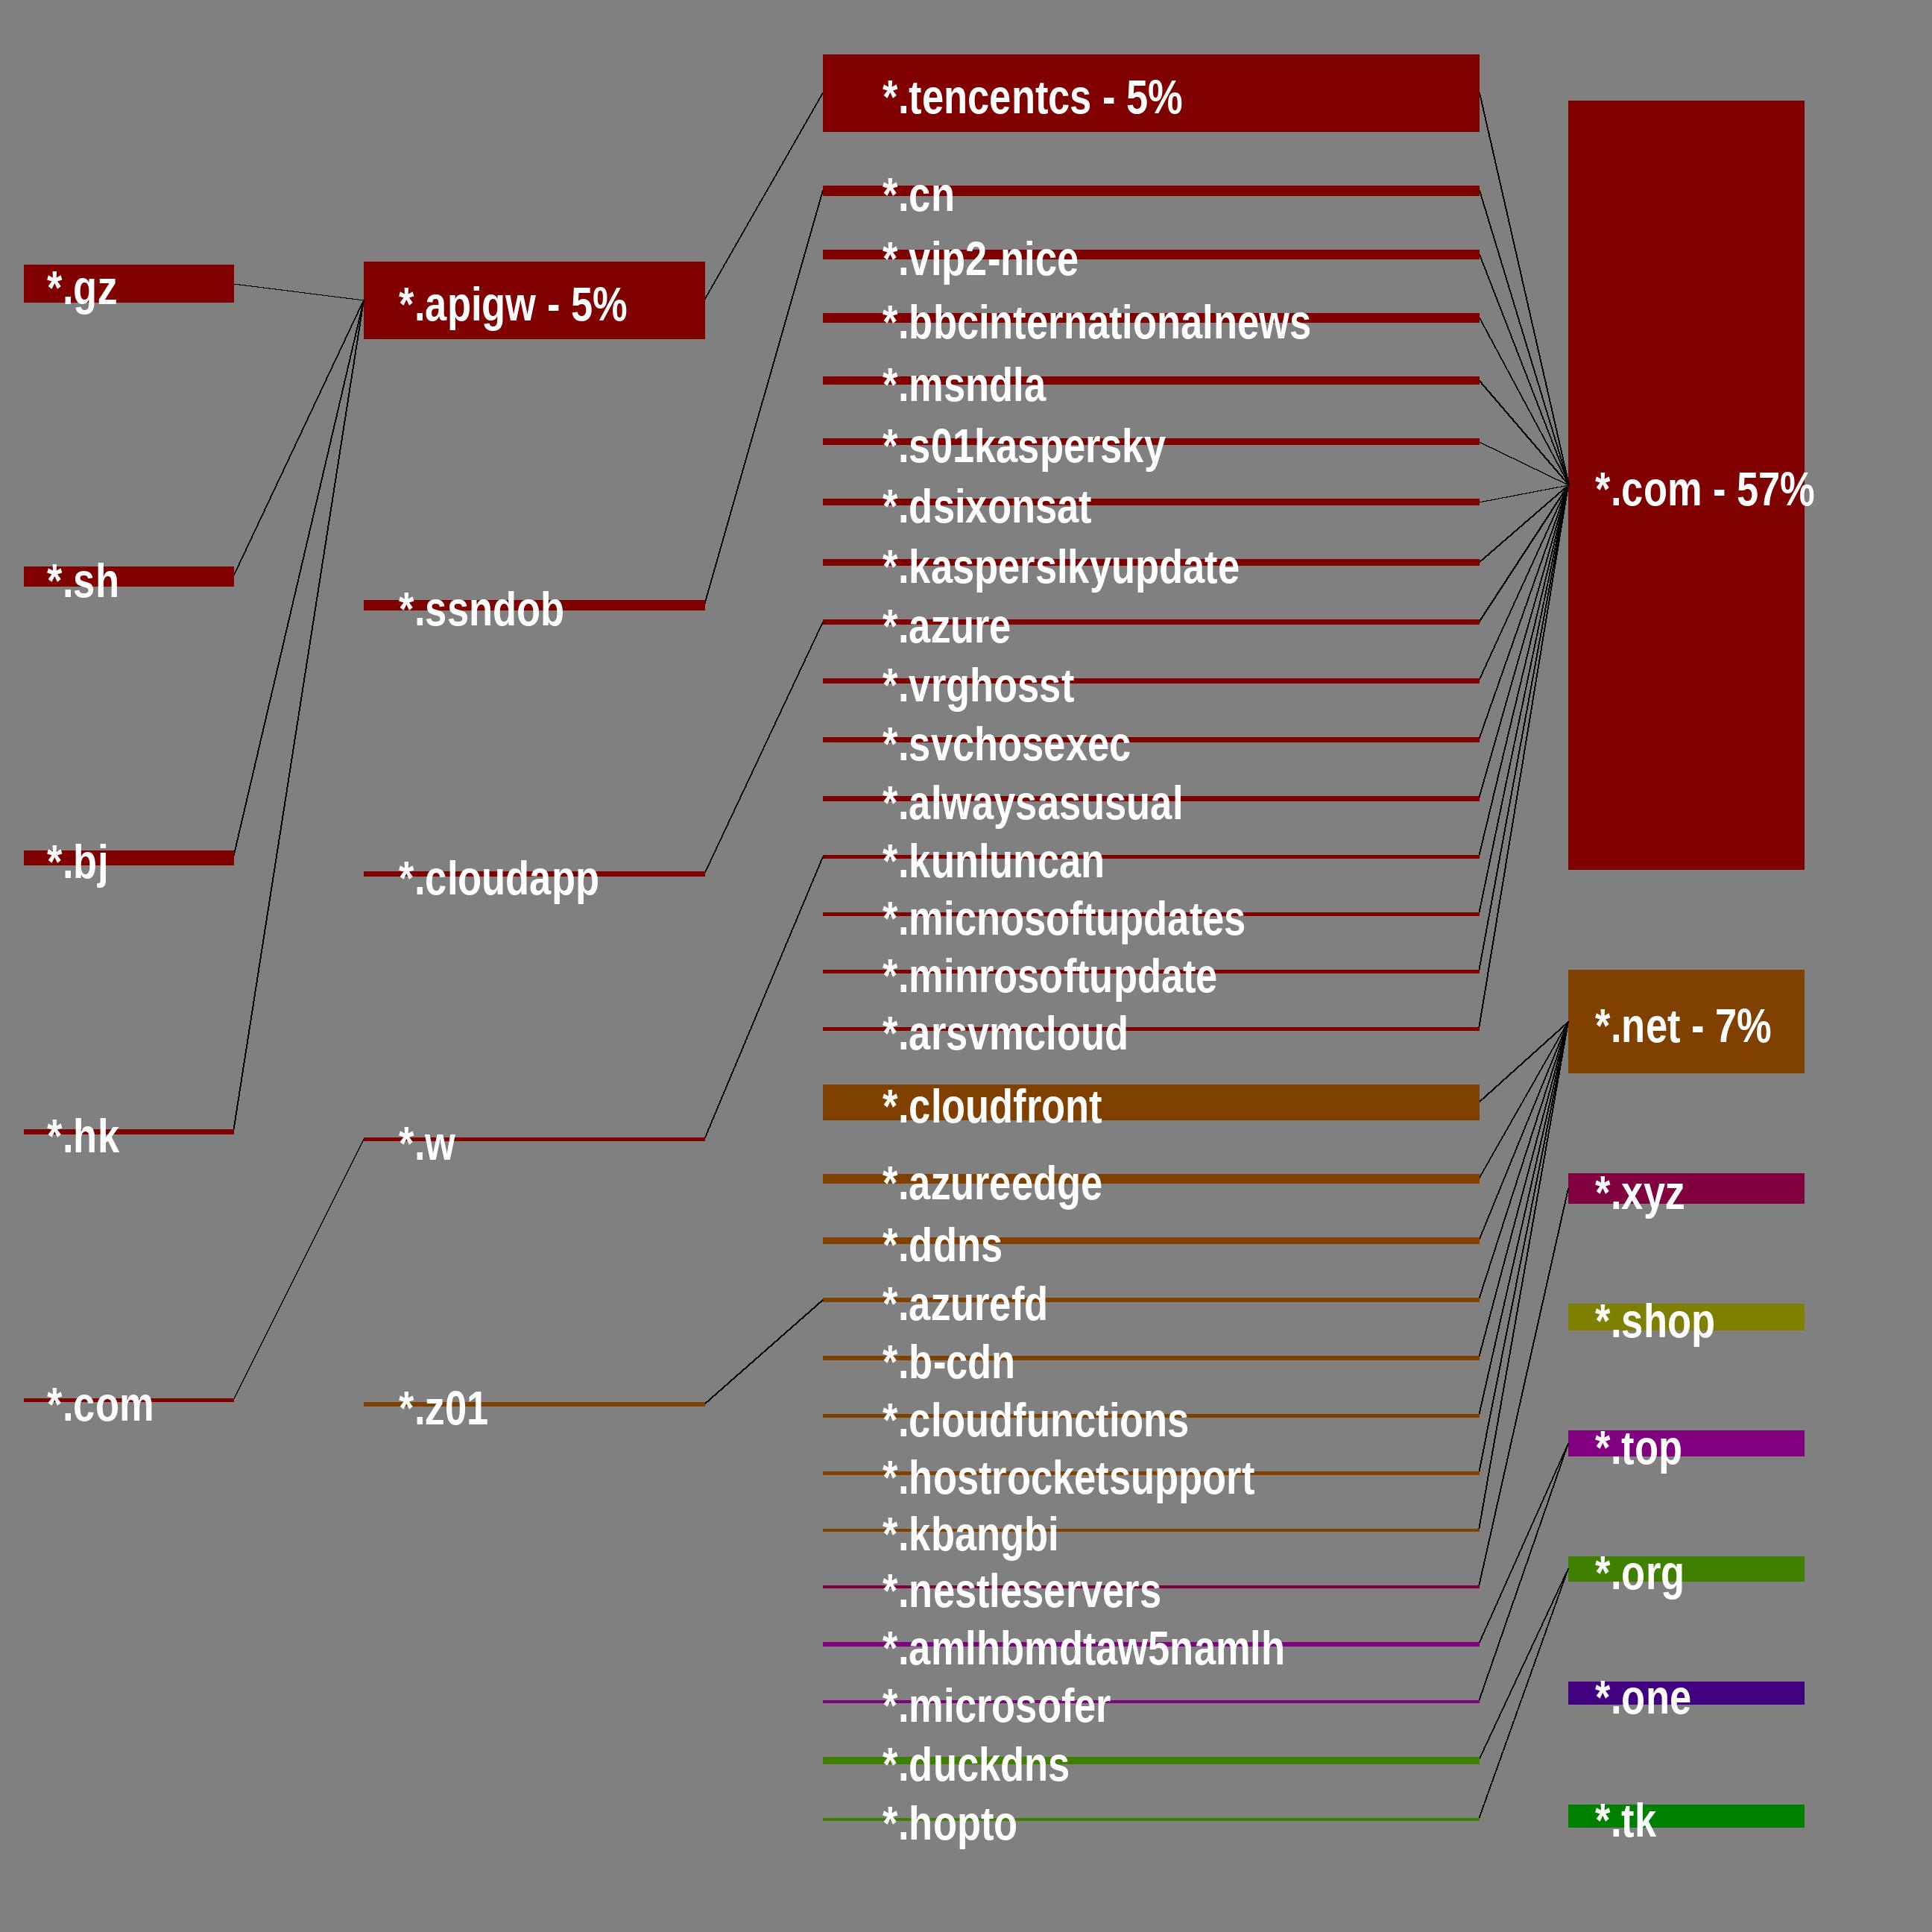 *.gz
*.sh
*.bj
*.hk
*.com
*.apigw - 5%
*.ssndob
*.cloudapp
*.w
*.z01
*.tencentcs - 5%
*.cn
*.vip2-nice
*.bbcinternationalnews
*.msndla
*.s01kaspersky
*.dsixonsat
*.kasperslkyupdate
*.azure
*.vrghosst
*.svchosexec
*.alwaysasusual
*.kunluncan
*.micnosoftupdates
*.minrosoftupdate
*.arsvmcloud
*.cloudfront
*.azureedge
*.ddns
*.azurefd
*.b-cdn
*.cloudfunctions
*.hostrocketsupport
*.kbangbi
*.nestleservers
*.amlhbmdtaw5namlh
*.microsofer
*.duckdns
*.hopto
*.com - 57%
*.net - 7%
*.xyz
*.shop
*.top
*.org
*.one
*.tk